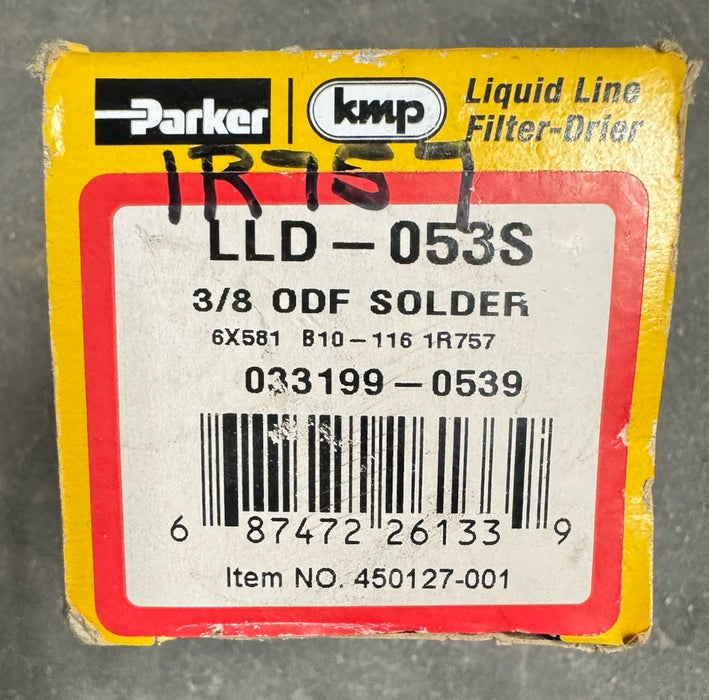 Parker kmp Liquid Line
Filter-Drier
1R757
LLD-053S
3/8 ODF SOLDER
6X581 B10-116 1R757
033199-0539
6 87472 26133 9
Item NO. 450127-001